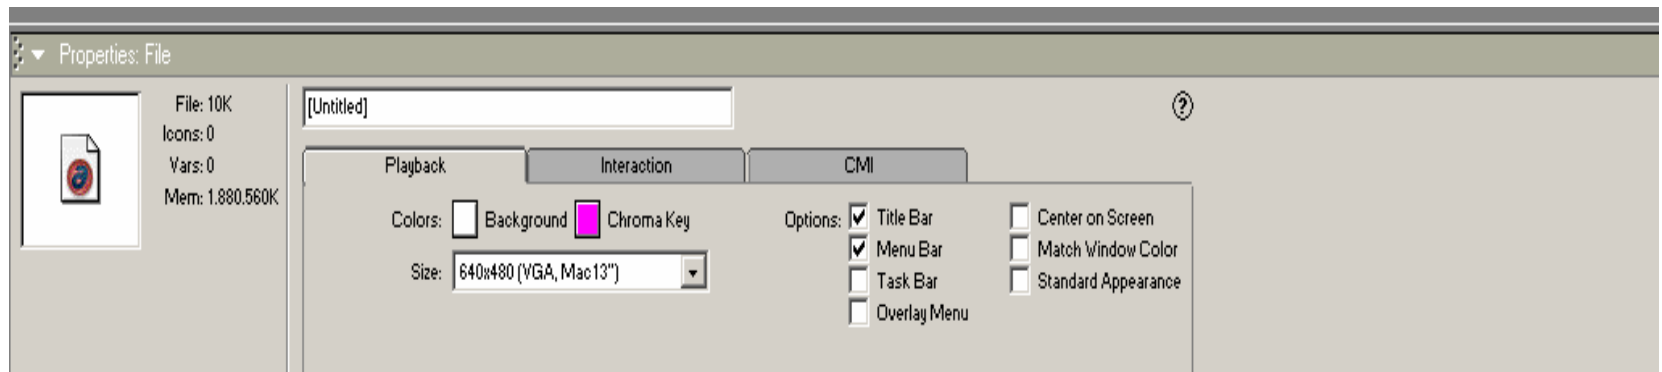 Properties: File
File: 10K
Icons: 0
Vars: 0
Mem: 1.880.560K
[Untitled]
?
Playback Interaction CMI
Colors: Background Chroma Key
Size: 640x480 (VGA, Mac13")
Options: Title Bar Center on Screen
Menu Bar Match Window Color
Task Bar Standard Appearance
Overlay Menu